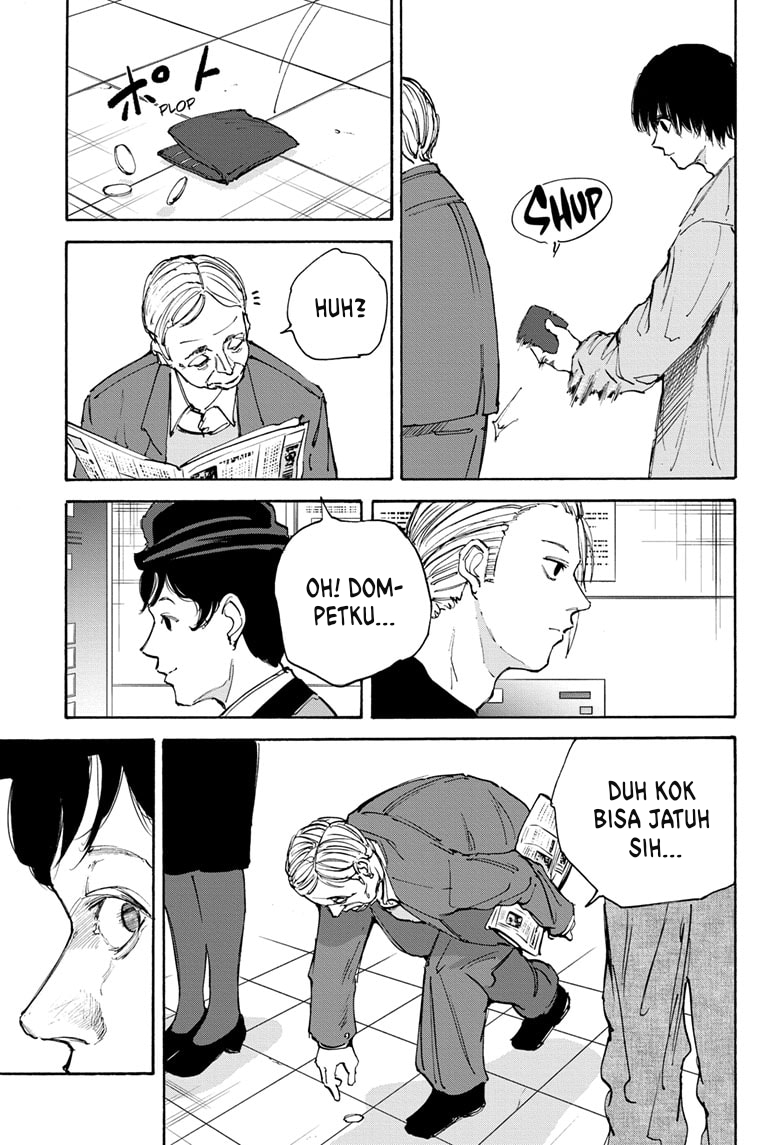 SHUP
ポト
PLOP
HUH?
OH! DOM-
PETKU...
DUH KOK
BISA JATUH
SIH...